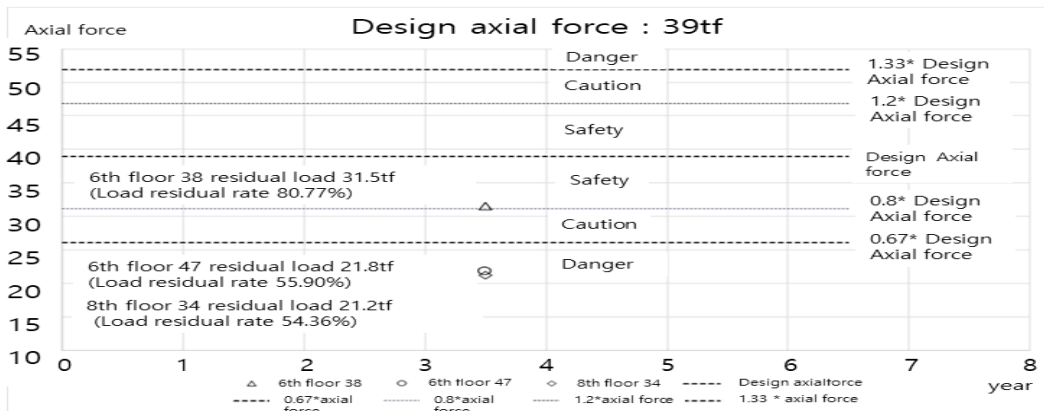 Design axial force : 39tf
Axial force
55
50
45
40
35
30
25
20
15
10
Danger
Caution
Safety
Safety
Caution
Danger
1.33* Design
Axial force
1.2* Design
Axial force
Design Axial
force
0.8* Design
Axial force
0.67* Design
Axial force
6th floor 38 residual load 31.5tf
(Load residual rate 80.77%)
6th floor 47 residual load 21.8tf
(Load residual rate 55.90%)
8th floor 34 residual load 21.2tf
(Load residual rate 54.36%)
0 1 2 3 4 5 6 7 8
year
6th floor 38 6th floor 47 8th floor 34 Design axialforce
0.67*axial force 0.8*axial force 1.2*axial force 1.33 * axial force